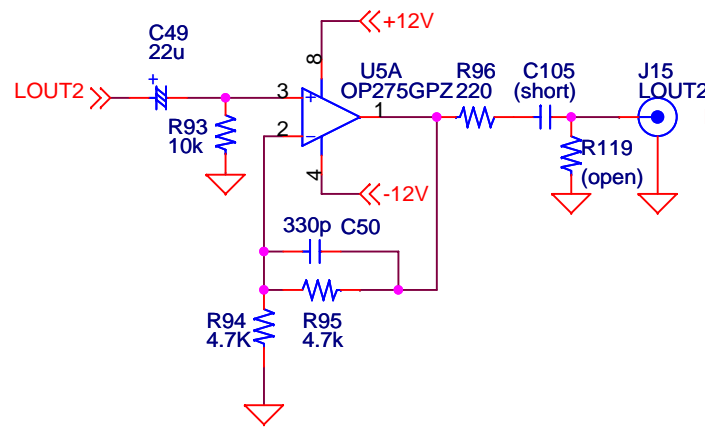 C49
22u
+
LOUT2
+12V
8
3
+
U5A
OP275GPZ
1
2
−
4
-12V
R93
10k
R96
220
C105
(short)
J15
LOUT2
R119
(open)
330p C50
R94
4.7K
R95
4.7k